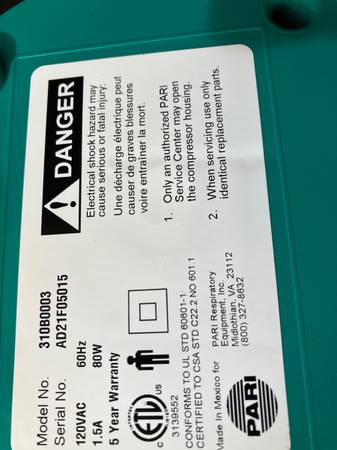 DANGER
Electrical shock hazard may
cause serious or fatal injury.
Une décharge électrique peut
causer de graves blessures
voire entraîner la mort.
1. Only an authorized PARI
Service Center may open
the compressor housing.
2. When servicing use only
identical replacement parts.
Model No. 310B0003
Serial No. AD21F05015
120VAC 60Hz
1.5A 80W
5 Year Warranty
C ETL US
3139552
CONFORMS TO UL STD 60601-1
CERTIFIED TO CSA STD C22.2 NO 601.1
Made in Mexico for
PARI Respiratory
Equipment, Inc.
Midlothian, VA 23112
(800) 327-8632
PARI